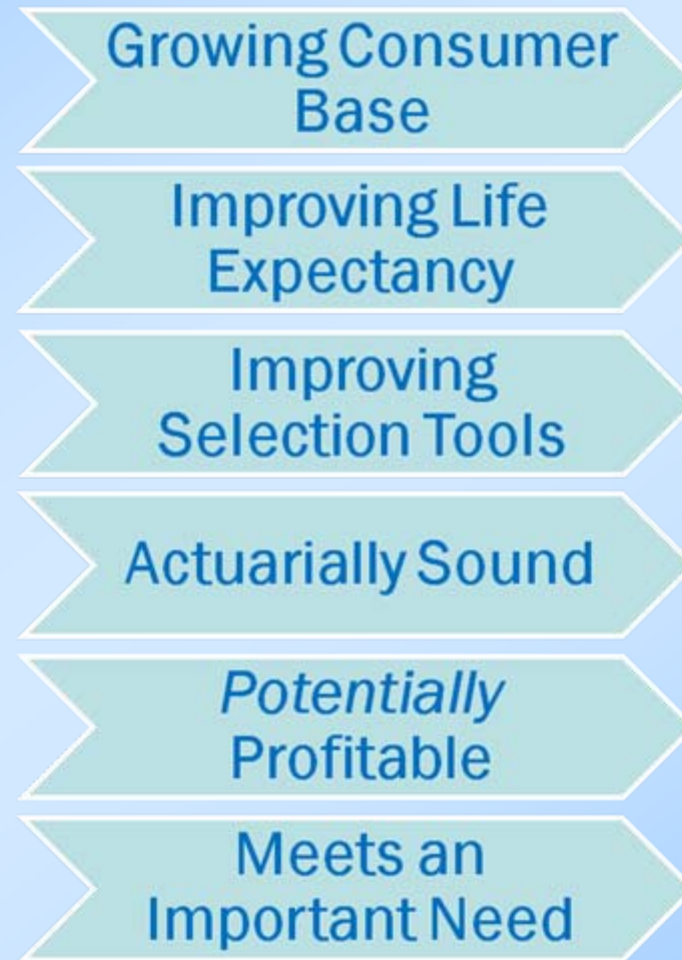 Growing Consumer
Base
Improving Life
Expectancy
Improving
Selection Tools
Actuarially Sound
Potentially
Profitable
Meets an
Important Need